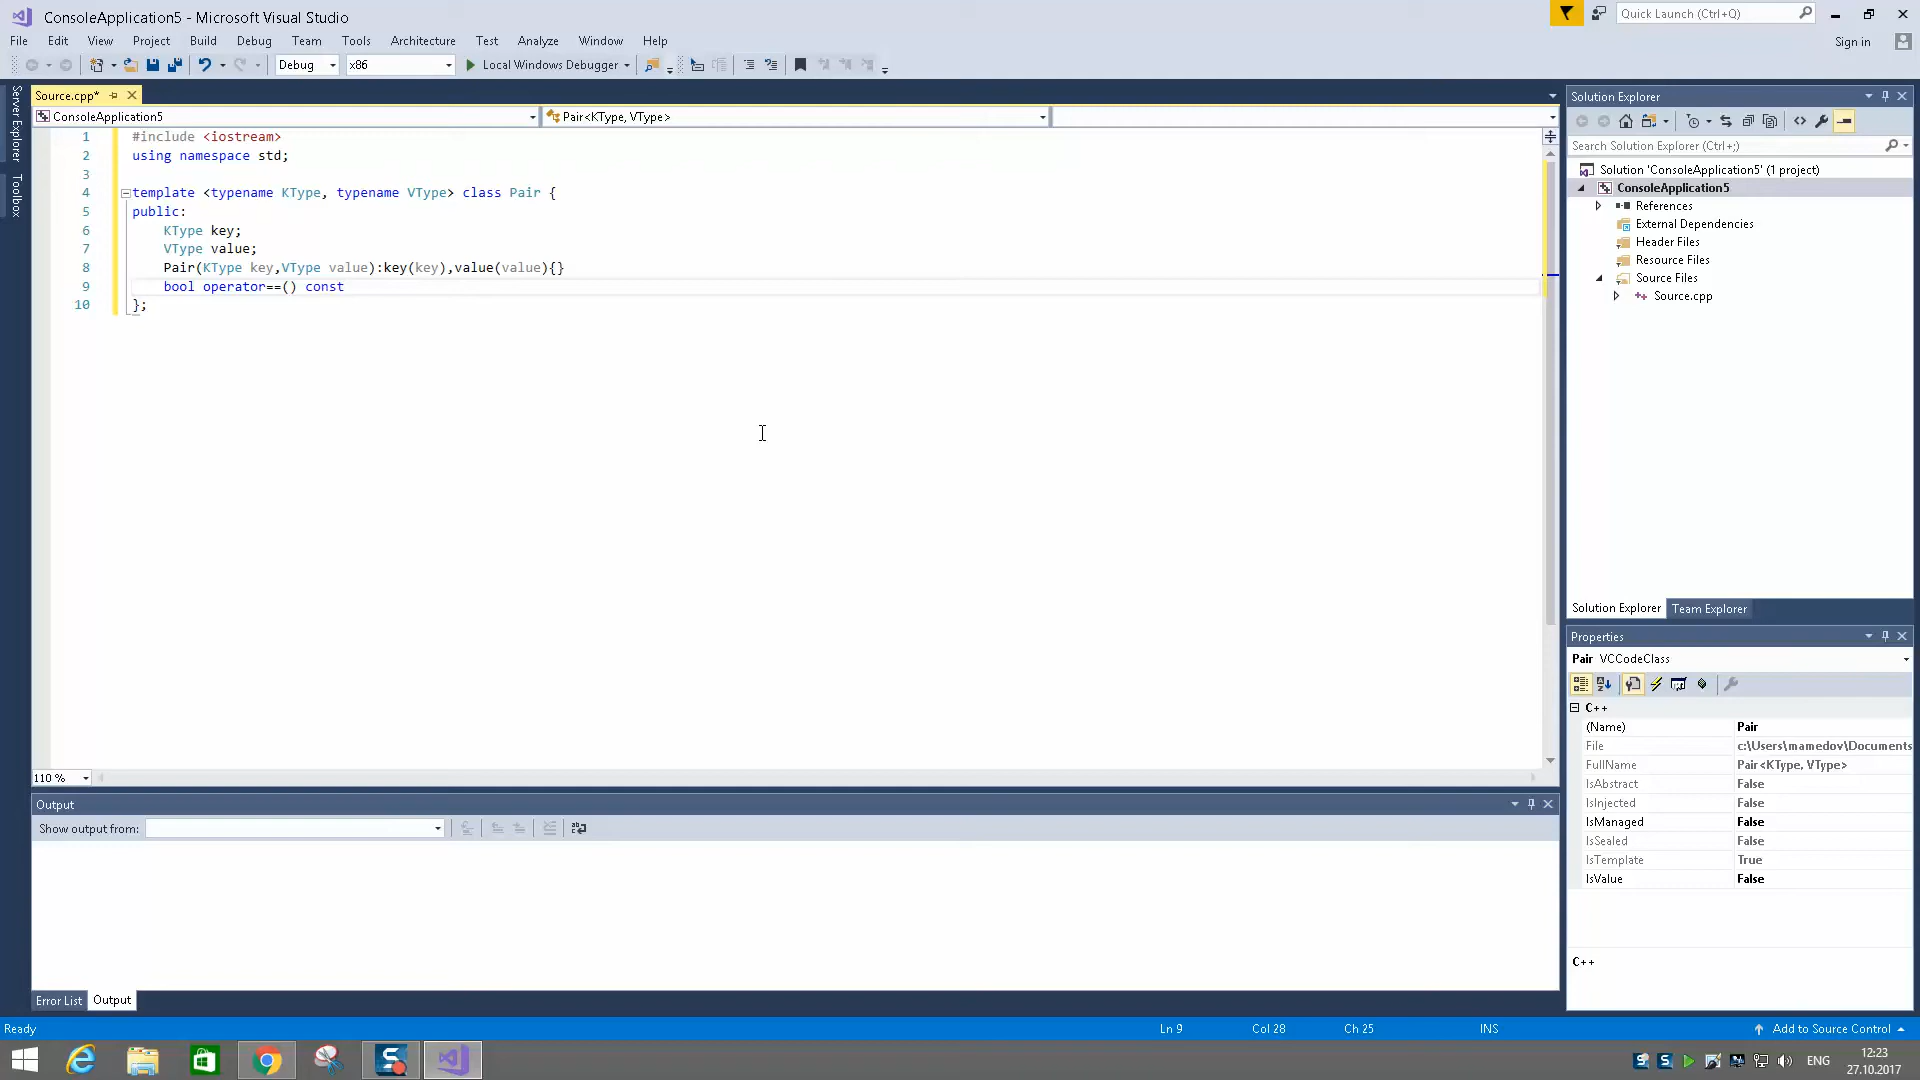 ConsoleApplication5 - Microsoft Visual Studio
Quick Launch (Ctrl+Q)
File Edit View Project Build Debug Team Tools Architecture Test Analyze Window Help
Sign in
Debug x86 Local Windows Debugger
Server Explorer
Toolbox
Source.cpp*
ConsoleApplication5
Pair<KType, VType>
1 #include <iostream>
2 using namespace std;
3
4 template <typename KType, typename VType> class Pair {
5 public:
6 KType key;
7 VType value;
8 Pair(KType key,VType value):key(key),value(value){}
9 bool operator==() const
10 };
110 %
Solution Explorer
Search Solution Explorer (Ctrl+;)
Solution 'ConsoleApplication5' (1 project)
ConsoleApplication5
References
External Dependencies
Header Files
Resource Files
Source Files
Source.cpp
Solution Explorer Team Explorer
Properties
Pair VCCodeClass
C++
(Name) Pair
File c:\Users\mamedov\Documents
FullName Pair<KType, VType>
IsAbstract False
IsInjected False
IsManaged False
IsSealed False
IsTemplate True
IsValue False
C++
Output
Show output from:
Error List Output
Ready
Ln 9 Col 28 Ch 25 INS
Add to Source Control
ENG
12:23
27.10.2017